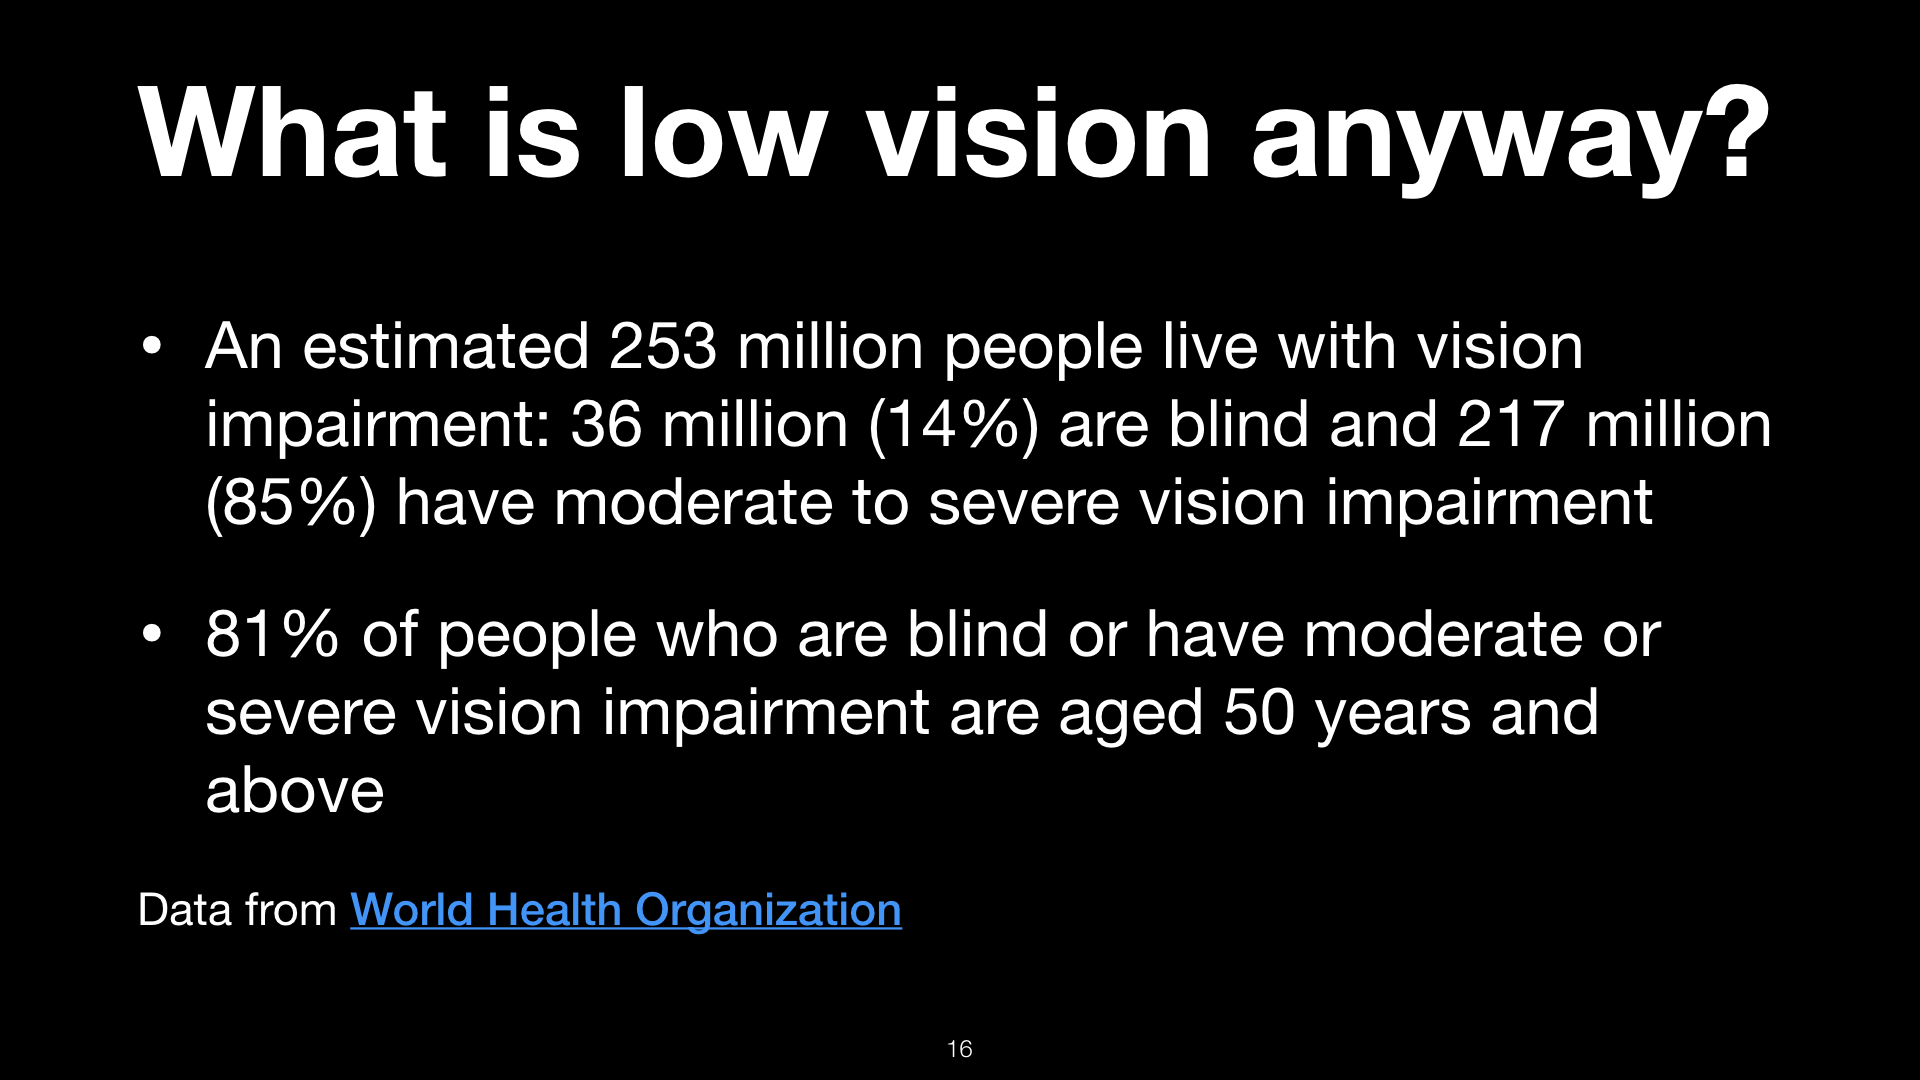 What is low vision anyway?
• An estimated 253 million people live with vision
impairment: 36 million (14%) are blind and 217 million
(85%) have moderate to severe vision impairment
• 81% of people who are blind or have moderate or
severe vision impairment are aged 50 years and
above
Data from World Health Organization
16